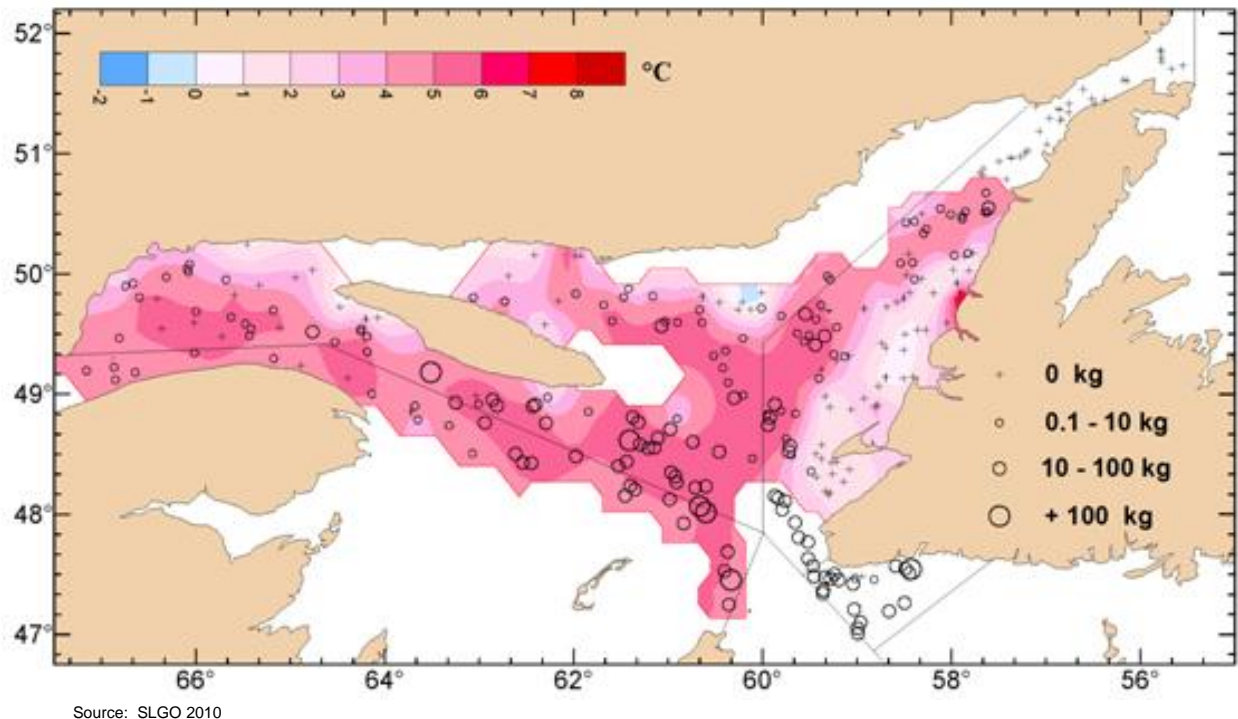 52°
51°
50°
49°
48°
47°
°C
-2 -1 0 1 2 3 4 5 6 7 8
0 kg
0.1 - 10 kg
10 - 100 kg
+ 100 kg
66° 64° 62° 60° 58° 56°
Source: SLGO 2010